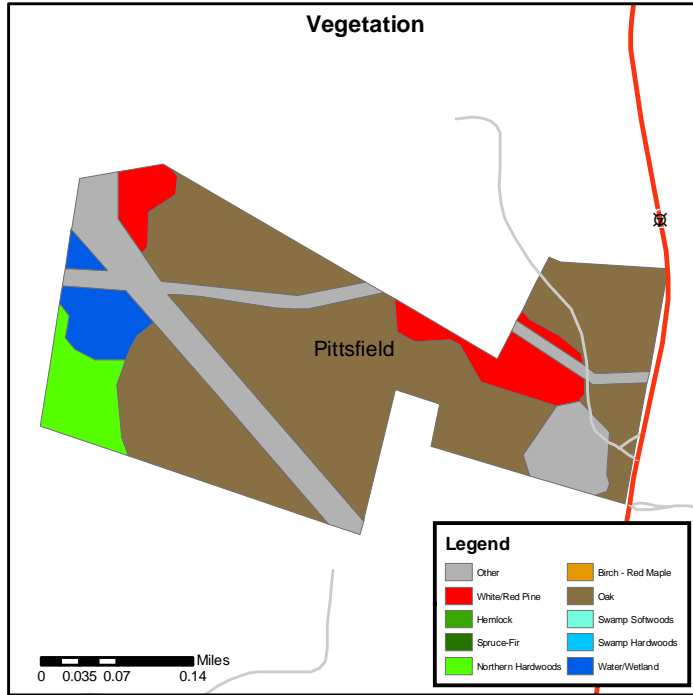 Vegetation
Pittsfield
Legend
Other
White/Red Pine
Hemlock
Spruce-Fir
Northern Hardwoods
Birch - Red Maple
Oak
Swamp Softwoods
Swamp Hardwoods
Water/Wetland
Miles
0 0.035 0.07 0.14